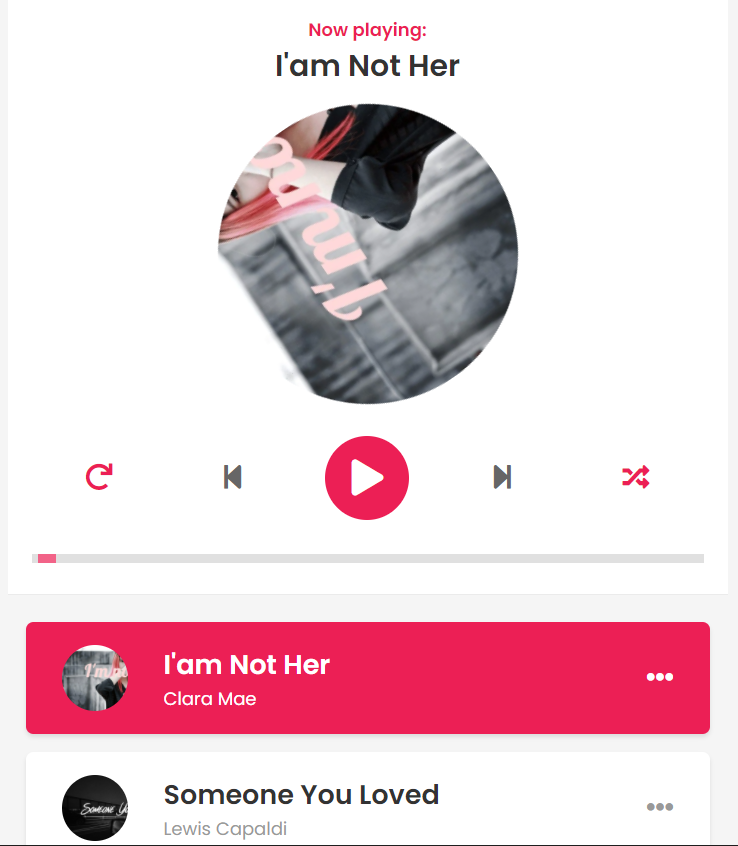 Now playing:
I'am Not Her
I'm n
I'am Not Her
Clara Mae
Someone You Loved
Lewis Capaldi